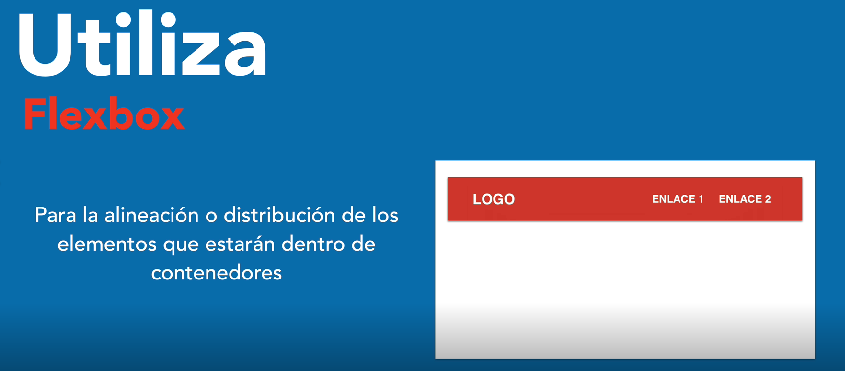 Utiliza
Flexbox
Para la alineación o distribución de los
elementos que estarán dentro de
contenedores
LOGO
ENLACE 1
ENLACE 2